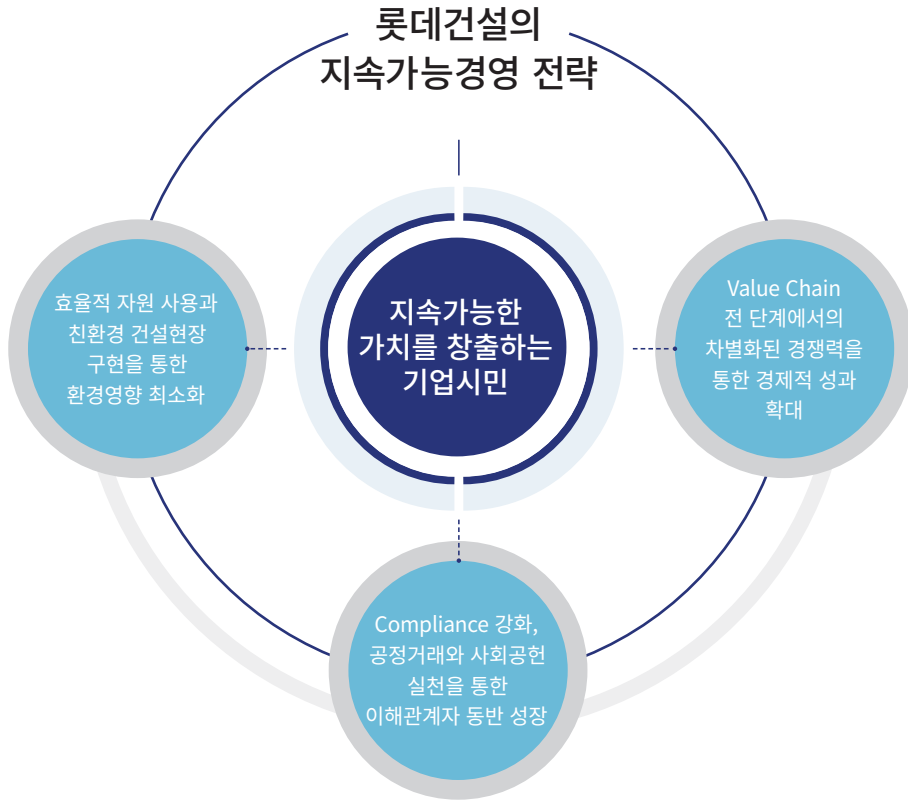 롯데건설의
지속가능경영 전략
효율적 자원 사용과
친환경 건설현장
구현을 통한
환경영향 최소화
지속가능한
가치를 창출하는
기업시민
Value Chain
전 단계에서의
차별화된 경쟁력을
통한 경제적 성과
확대
Compliance 강화,
공정거래와 사회공헌
실천을 통한
이해관계자 동반 성장